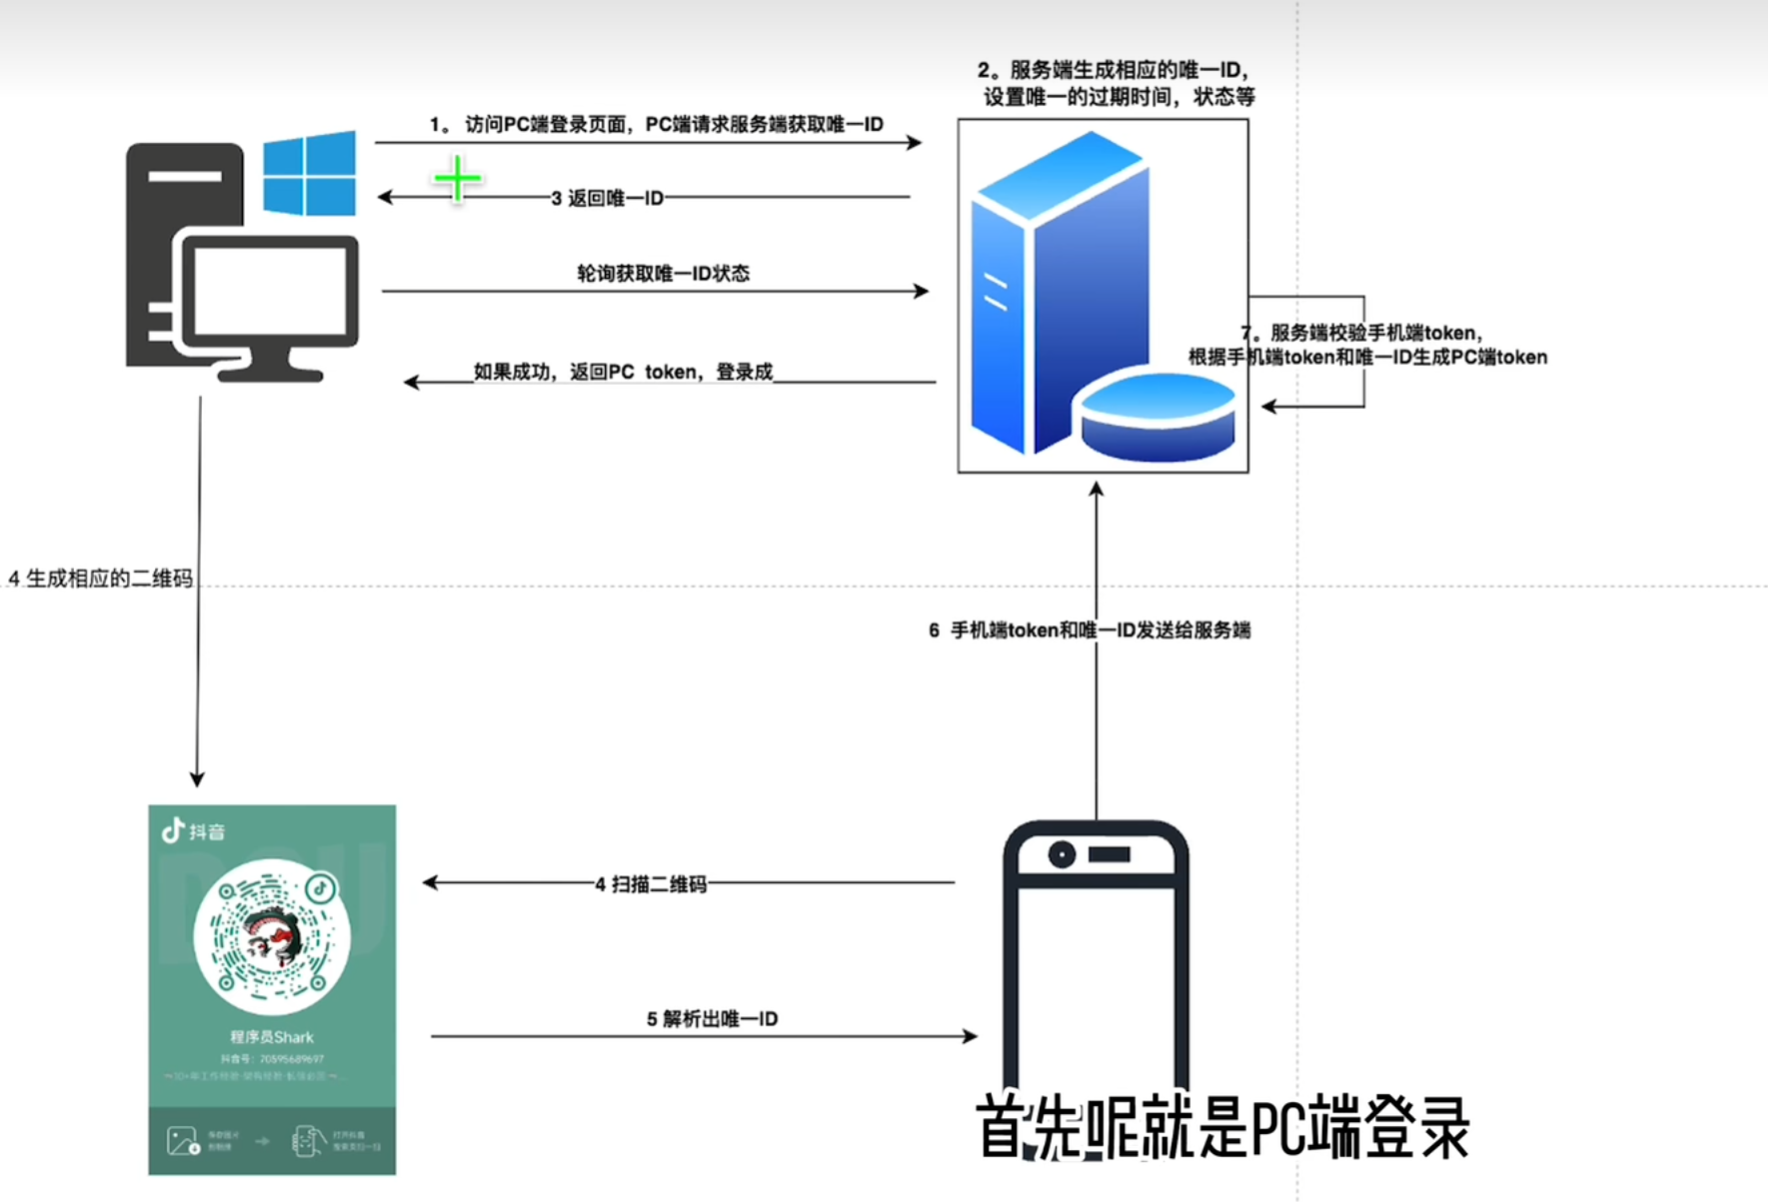 2。服务端生成相应的唯一ID，
设置唯一的过期时间，状态等
1。 访问PC端登录页面，PC端请求服务端获取唯一ID
3 返回唯一ID
轮询获取唯一ID状态
7。服务端校验手机端token，
根据手机端token和唯一ID生成PC端token
如果成功，返回PC token，登录成
4 生成相应的二维码
6 手机端token和唯一ID发送给服务端
抖音
4 扫描二维码
5 解析出唯一ID
程序员Shark
抖音号：70595689697
首先呢就是PC端登录